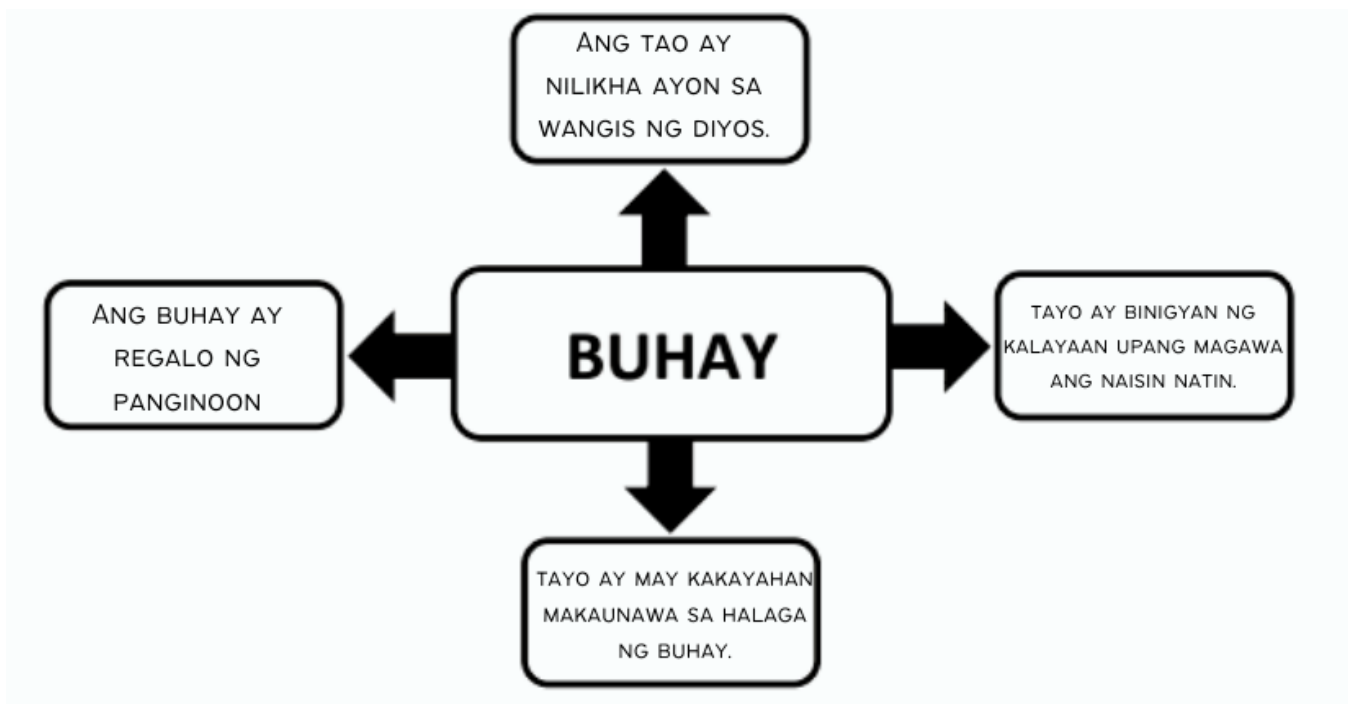 Ang tao ay
nilikha ayon sa
wangis ng Diyos.
Ang buhay ay
regalo ng
Panginoon
BUHAY
tayo ay binigyan ng
kalayaan upang magawa
ang naisin natin.
tayo ay may kakayahan
makaunawa sa halaga
ng buhay.